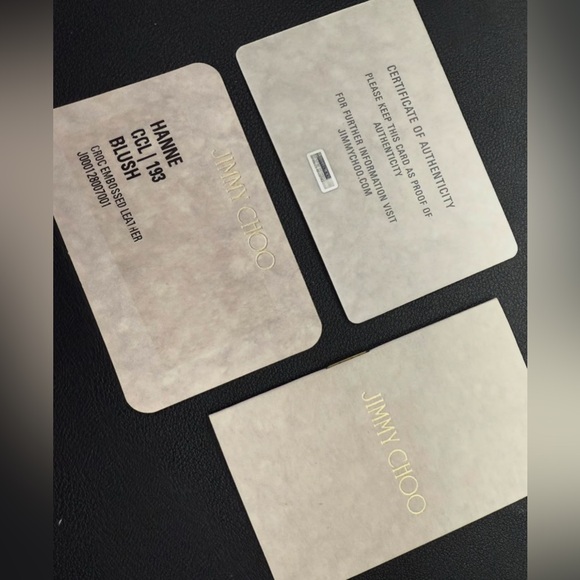 HANNE
CCL | 193
BLUSH
CROC EMBOSSED LEATHER
J000128007001
JIMMY CHOO
CERTIFICATE OF AUTHENTICITY
PLEASE KEEP THIS CARD AS PROOF OF
AUTHENTICITY
FOR FURTHER INFORMATION VISIT
JIMMYCHOO.COM
JIMMY CHOO